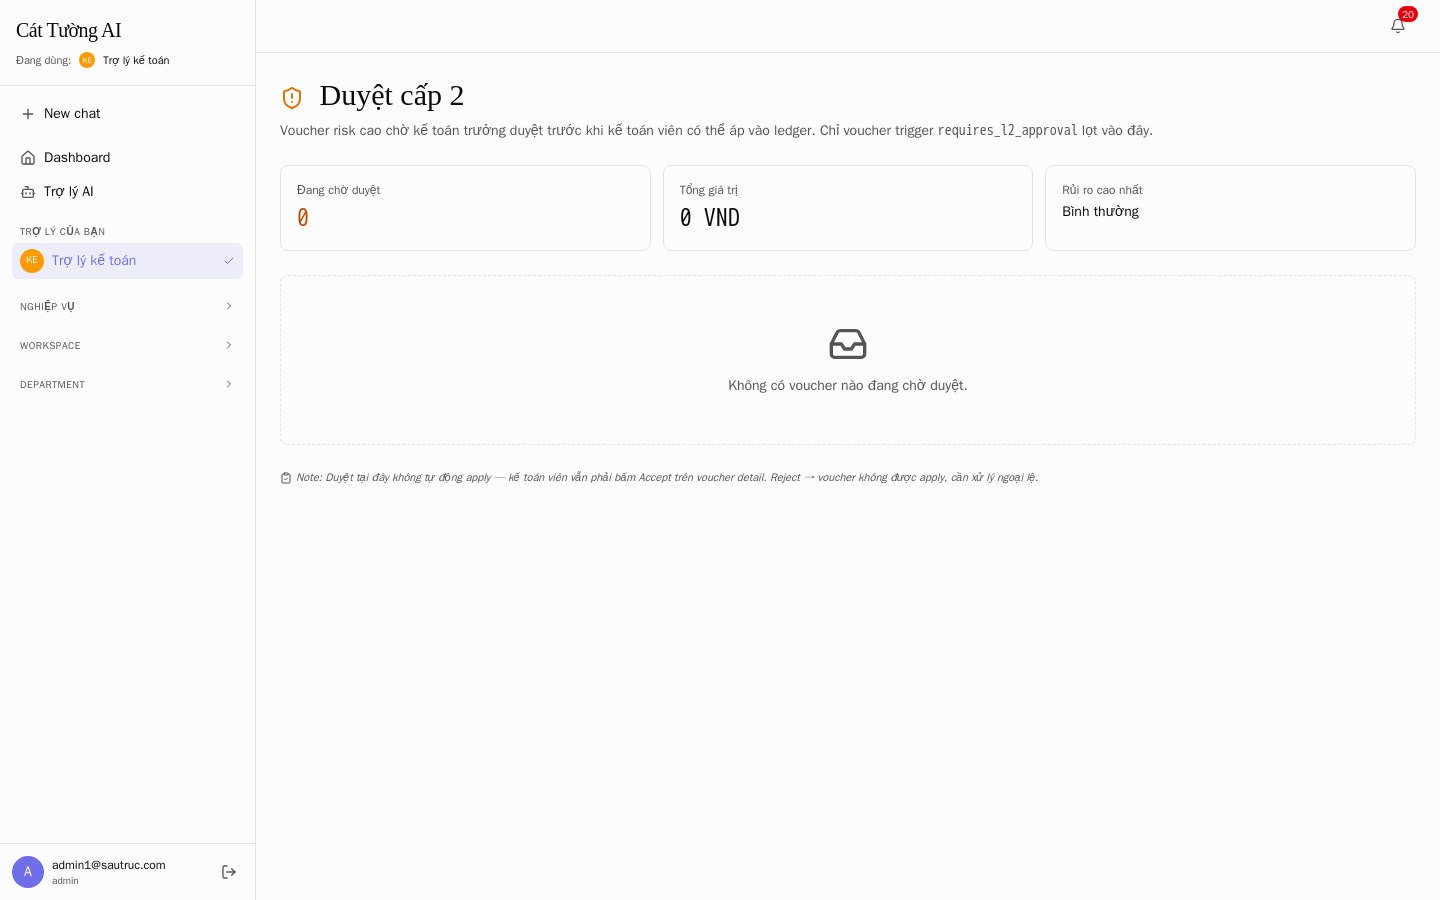 Cát Tường AI
Đang dùng: KE Trợ lý kế toán
New chat
Dashboard
Trợ lý AI
TRỢ LÝ CỦA BẠN
KE Trợ lý kế toán
NGHIỆP VỤ
WORKSPACE
DEPARTMENT
A
admin1@sautruc.com
admin
20
Duyệt cấp 2
Voucher risk cao chờ kế toán trưởng duyệt trước khi kế toán viên có thể áp vào ledger. Chỉ voucher trigger requires_l2_approval lọt vào đây.
Đang chờ duyệt
0
Tổng giá trị
0 VND
Rủi ro cao nhất
Bình thường
Không có voucher nào đang chờ duyệt.
Note: Duyệt tại đây không tự động apply — kế toán viên vẫn phải bấm Accept trên voucher detail. Reject → voucher không được apply, cần xử lý ngoại lệ.